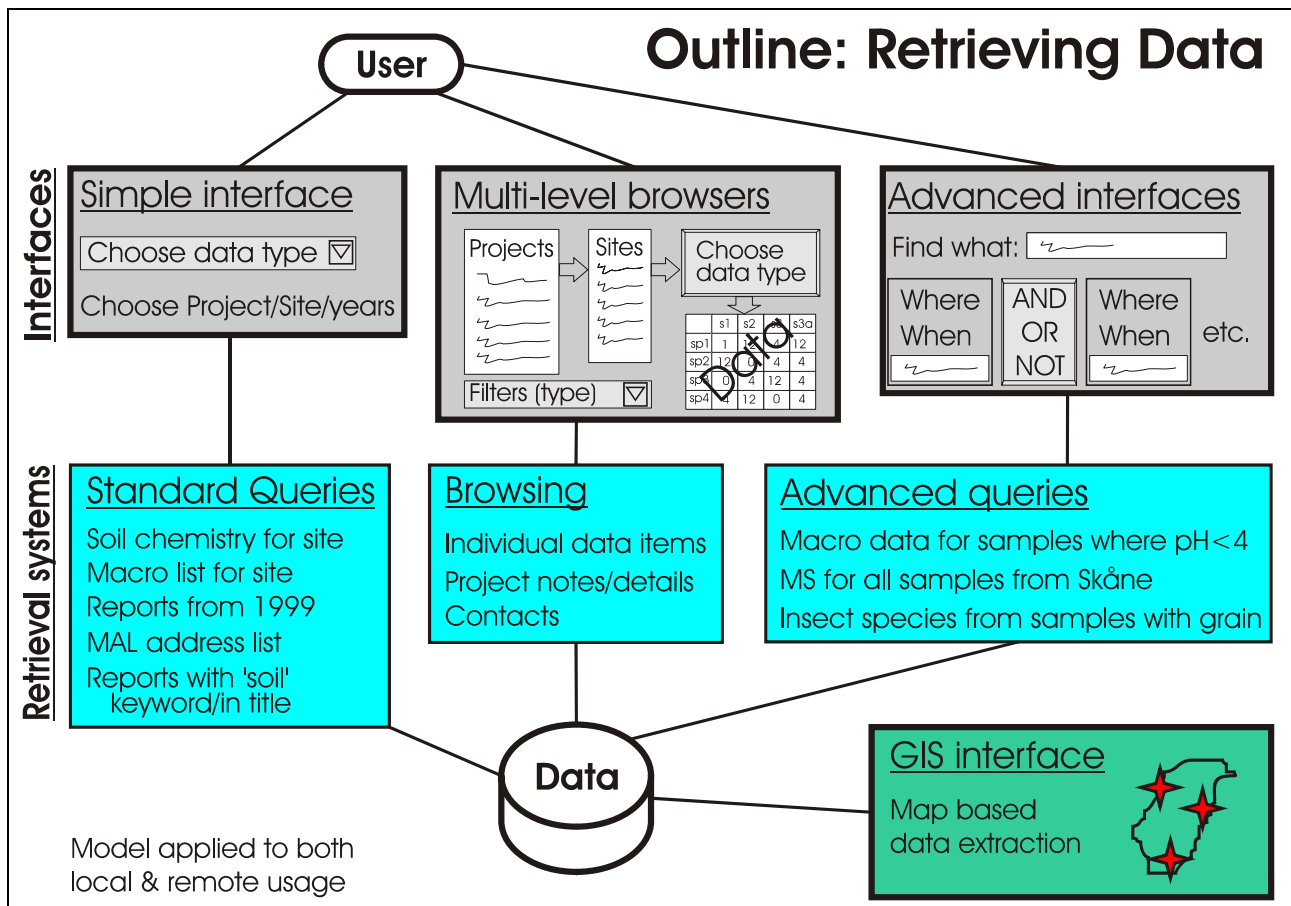 Outline: Retrieving Data
User
Interfaces
Simple interface
Choose data type
Choose Project/Site/years
Multi-level browsers
Projects
Sites
Choose
data type
s1 s2 s3 s3a
sp1 1 12 4 12
sp2 12 0 4 4
sp3 0 4 12 4
sp4 4 12 0 4
Data
Filters (type)
Advanced interfaces
Find what:
Where
When
AND
OR
NOT
Where
When
etc.
Retrieval systems
Standard Queries
Soil chemistry for site
Macro list for site
Reports from 1999
MAL address list
Reports with 'soil'
keyword/in title
Browsing
Individual data items
Project notes/details
Contacts
Advanced queries
Macro data for samples where pH<4
MS for all samples from Skåne
Insect species from samples with grain
Data
GIS interface
Map based
data extraction
Model applied to both
local & remote usage